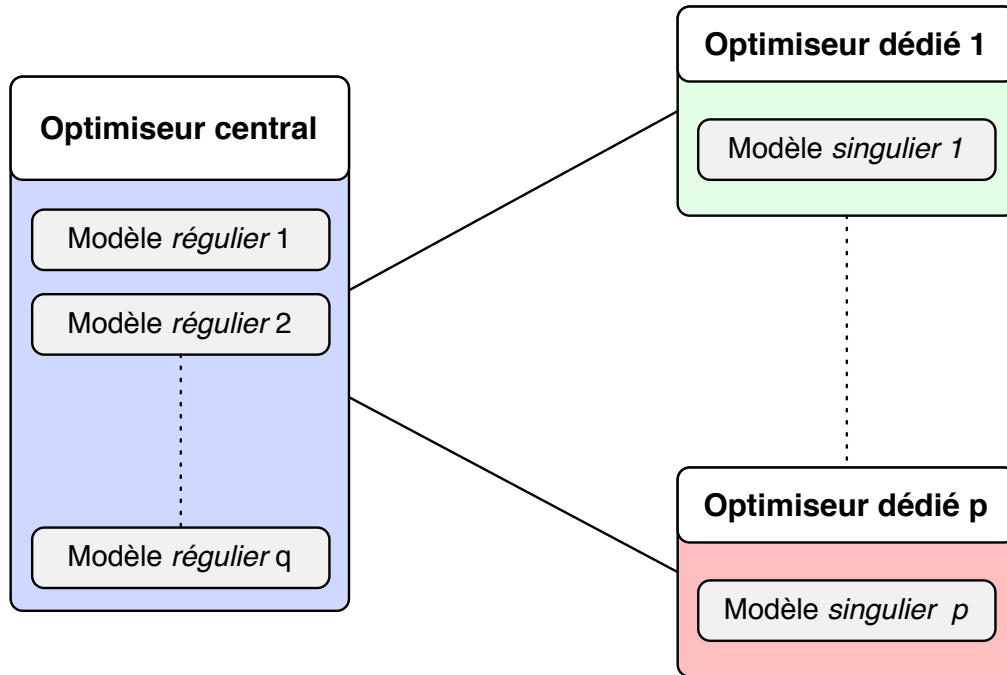 Optimiseur central
Modèle régulier 1
Modèle régulier 2
Modèle régulier q
Optimiseur dédié 1
Modèle singulier 1
Optimiseur dédié p
Modèle singulier p